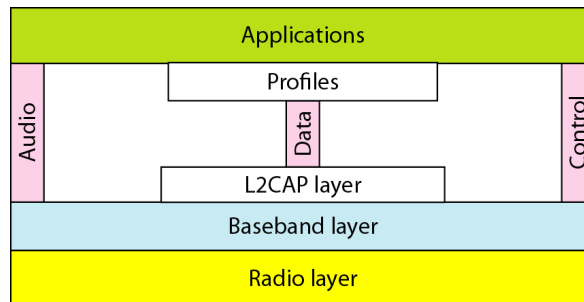 Applications
Profiles
Audio
Data
Control
L2CAP layer
Baseband layer
Radio layer